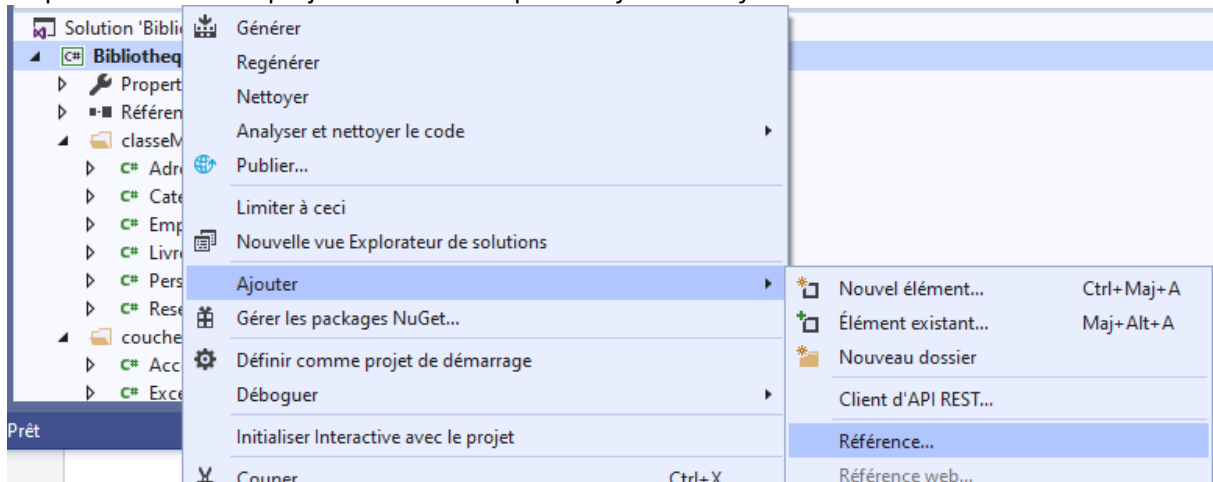 Solution 'Bibli
Générer
C# Bibliotheq
Regénérer
Propert
Nettoyer
Référen
Analyser et nettoyer le code
classeM
C# Adre
Publier...
C# Cate
Limiter à ceci
C# Emp
Nouvelle vue Explorateur de solutions
C# Livre
C# Pers
Ajouter
Nouvel élément... Ctrl+Maj+A
C# Rese
Gérer les packages NuGet...
Élément existant... Maj+Alt+A
couche
Définir comme projet de démarrage
Nouveau dossier
C# Acc
Déboguer
Client d'API REST...
C# Exce
Prêt
Initialiser Interactive avec le projet
Référence...
Couper Ctrl+X
Référence web...